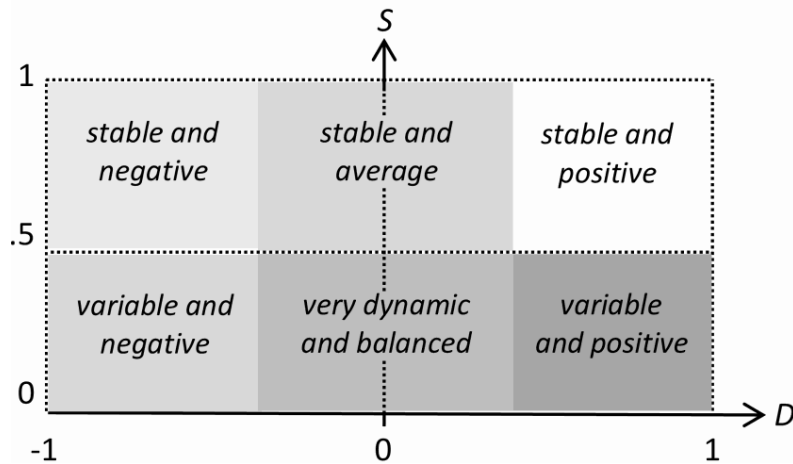 S
1
stable and
negative
stable and
average
stable and
positive
.5
variable and
negative
very dynamic
and balanced
variable
and positive
0
D
-1
0
1